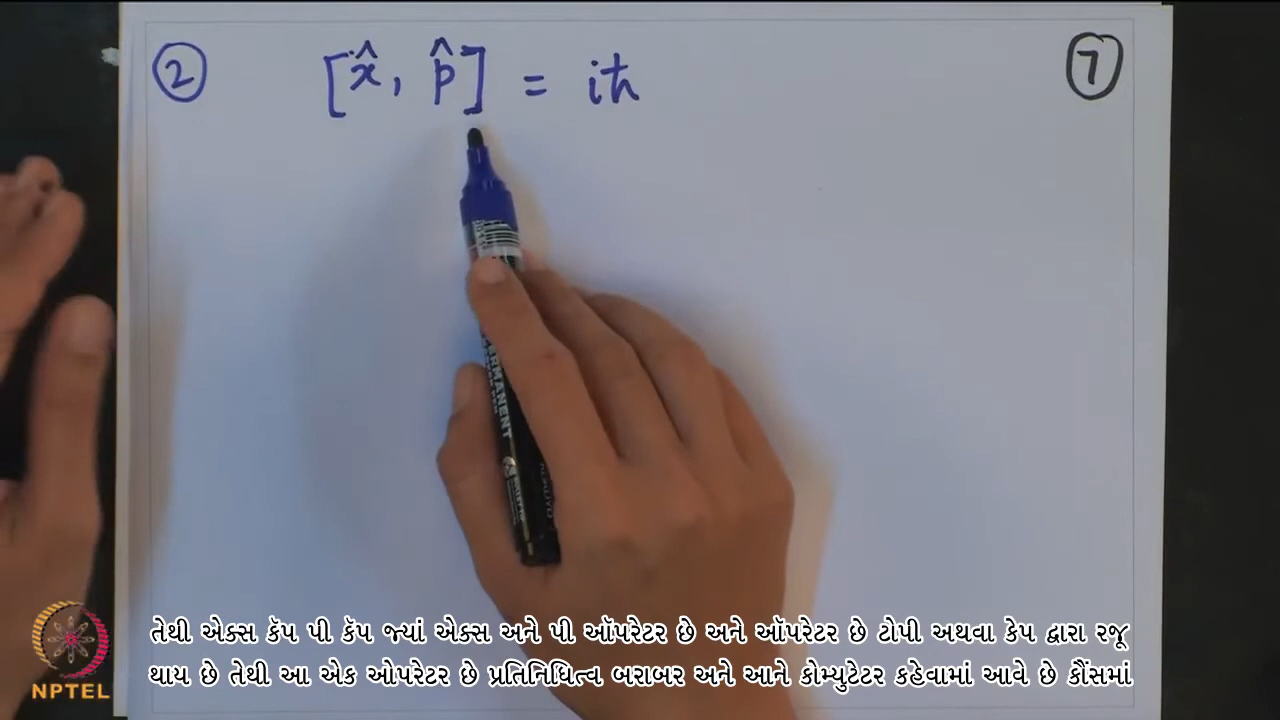 ② [x̂, p̂] = iħ ⑦
PERMANENT
તેથી એક્સ કૅપ પી કૅપ જ્યાં એક્સ અને પી ઑપરેટર છે અને ઑપરેટર છે ટોપી અથવા કેપ દ્વારા રજૂ
થાય છે તેથી આ એક ઓપરેટર છે પ્રતિનિધિત્વ બરાબર અને આને કોમ્યુટેટર કહેવામાં આવે છે કૌંસમાં
NPTEL